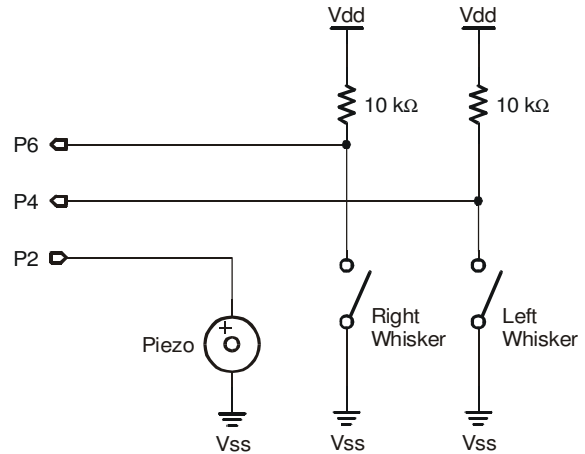 Vdd Vdd
10 kΩ 10 kΩ
P6
P4
P2
+
Piezo
Right
Whisker
Left
Whisker
Vss Vss Vss